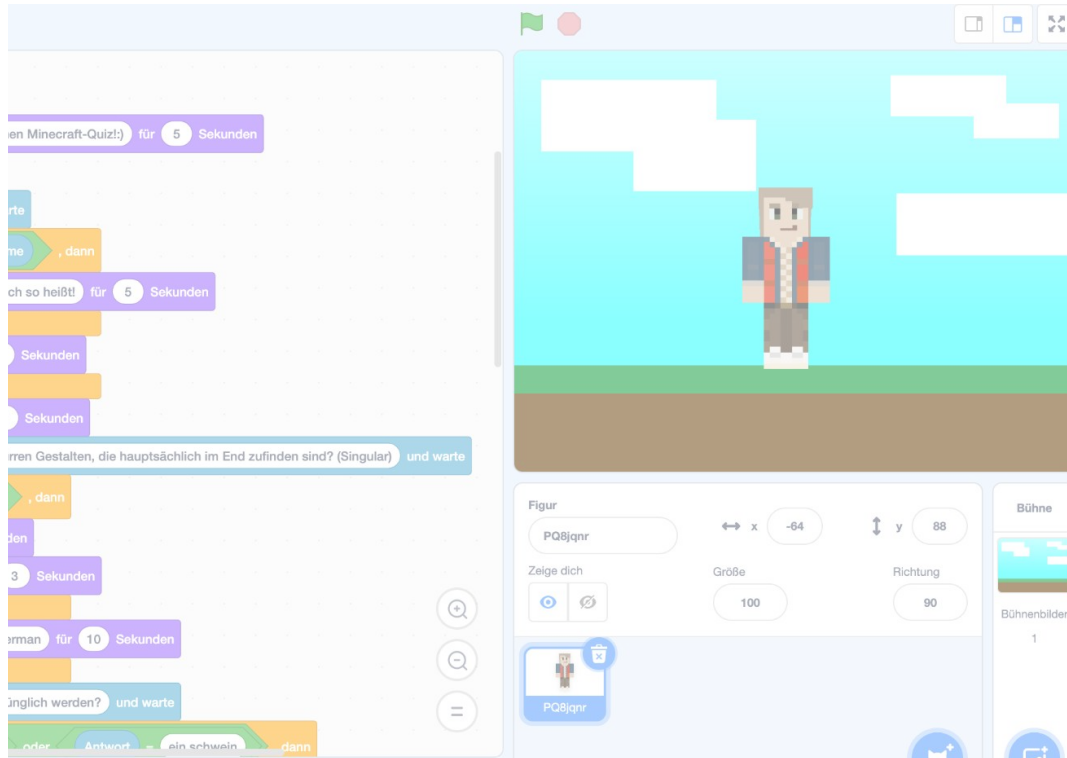 en Minecraft-Quiz!:) für 5 Sekunden
rte
me , dann
ch so heißt! für 5 Sekunden
Sekunden
Sekunden
rren Gestalten, die hauptsächlich im End zufinden sind? (Singular) und warte
, dann
den
3 Sekunden
erman für 10 Sekunden
ünglich werden? und warte
oder Antwort = ein schwein dann
Figur
PQ8jqnr
x -64
y 88
Zeige dich
Größe
100
Richtung
90
PQ8jqnr
Bühne
Bühnenbilder
1